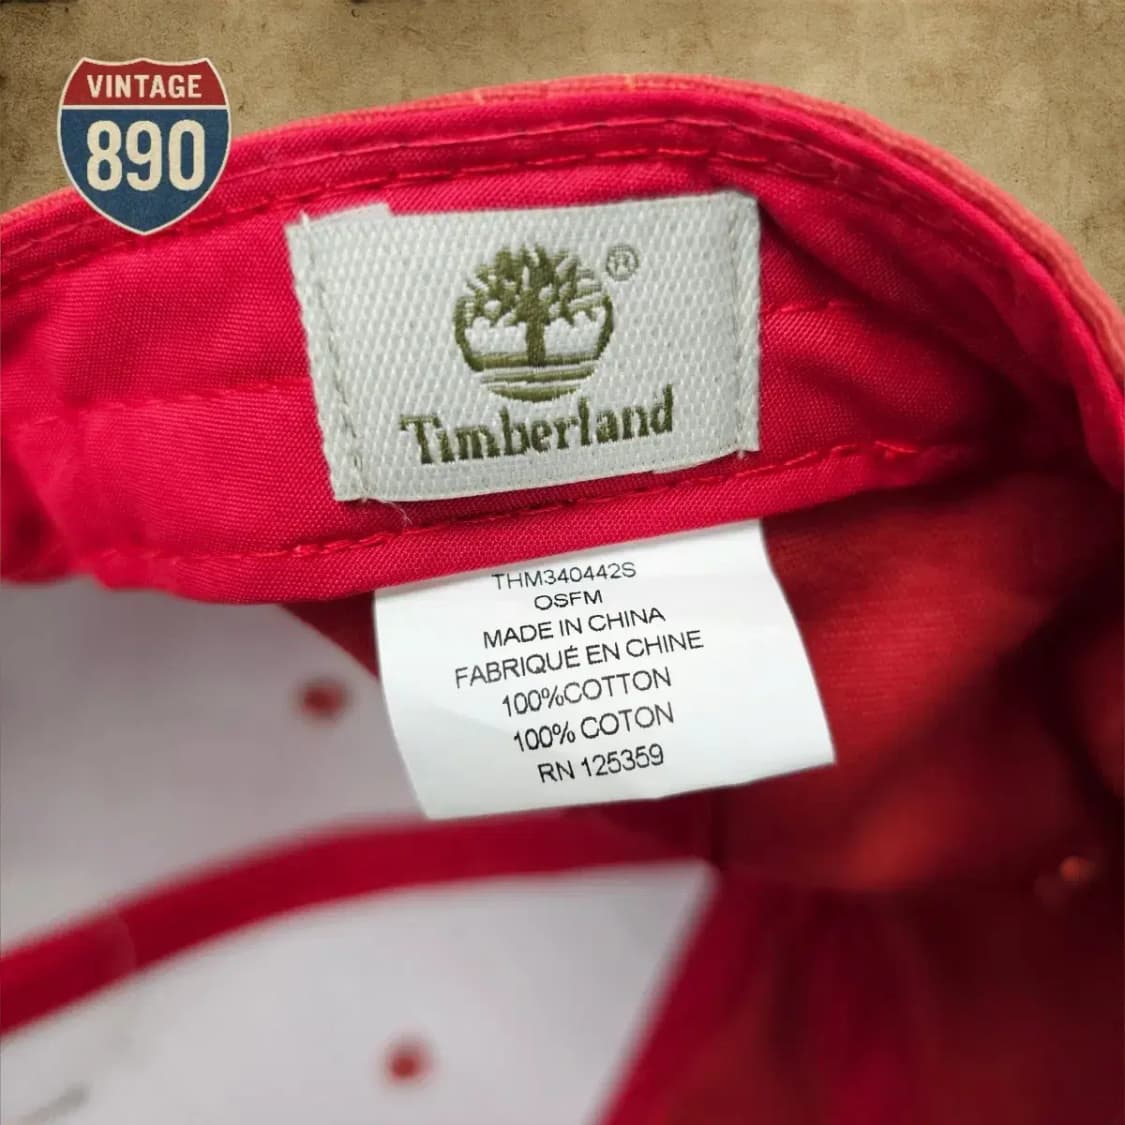 VINTAGE
890
®
Timberland
THM340442S
OSFM
MADE IN CHINA
FABRIQUÉ EN CHINE
100%COTTON
100% COTON
RN 125359